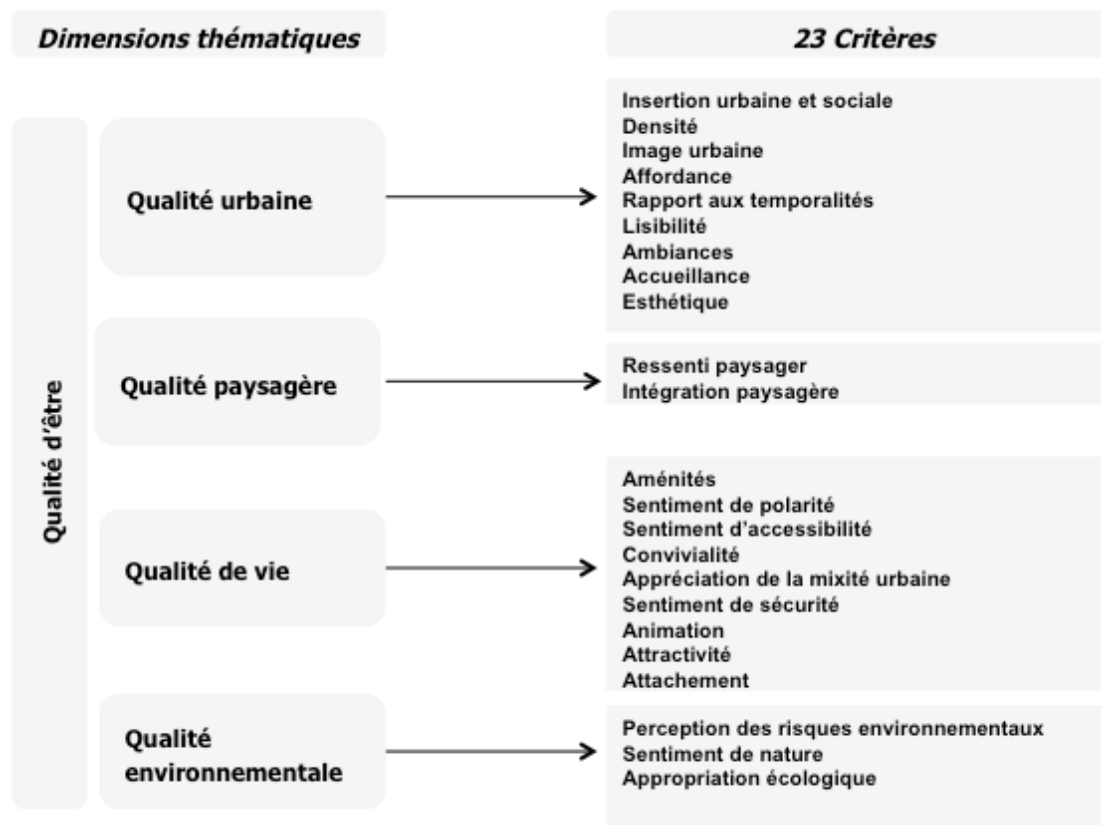 Dimensions thématiques
23 Critères
Qualité d'être
Qualité urbaine
Insertion urbaine et sociale
Densité
Image urbaine
Affordance
Rapport aux temporalités
Lisibilité
Ambiances
Accueillance
Esthétique
Qualité paysagère
Ressenti paysager
Intégration paysagère
Qualité de vie
Aménités
Sentiment de polarité
Sentiment d'accessibilité
Convivialité
Appréciation de la mixité urbaine
Sentiment de sécurité
Animation
Attractivité
Attachement
Qualité
environnementale
Perception des risques environnementaux
Sentiment de nature
Appropriation écologique